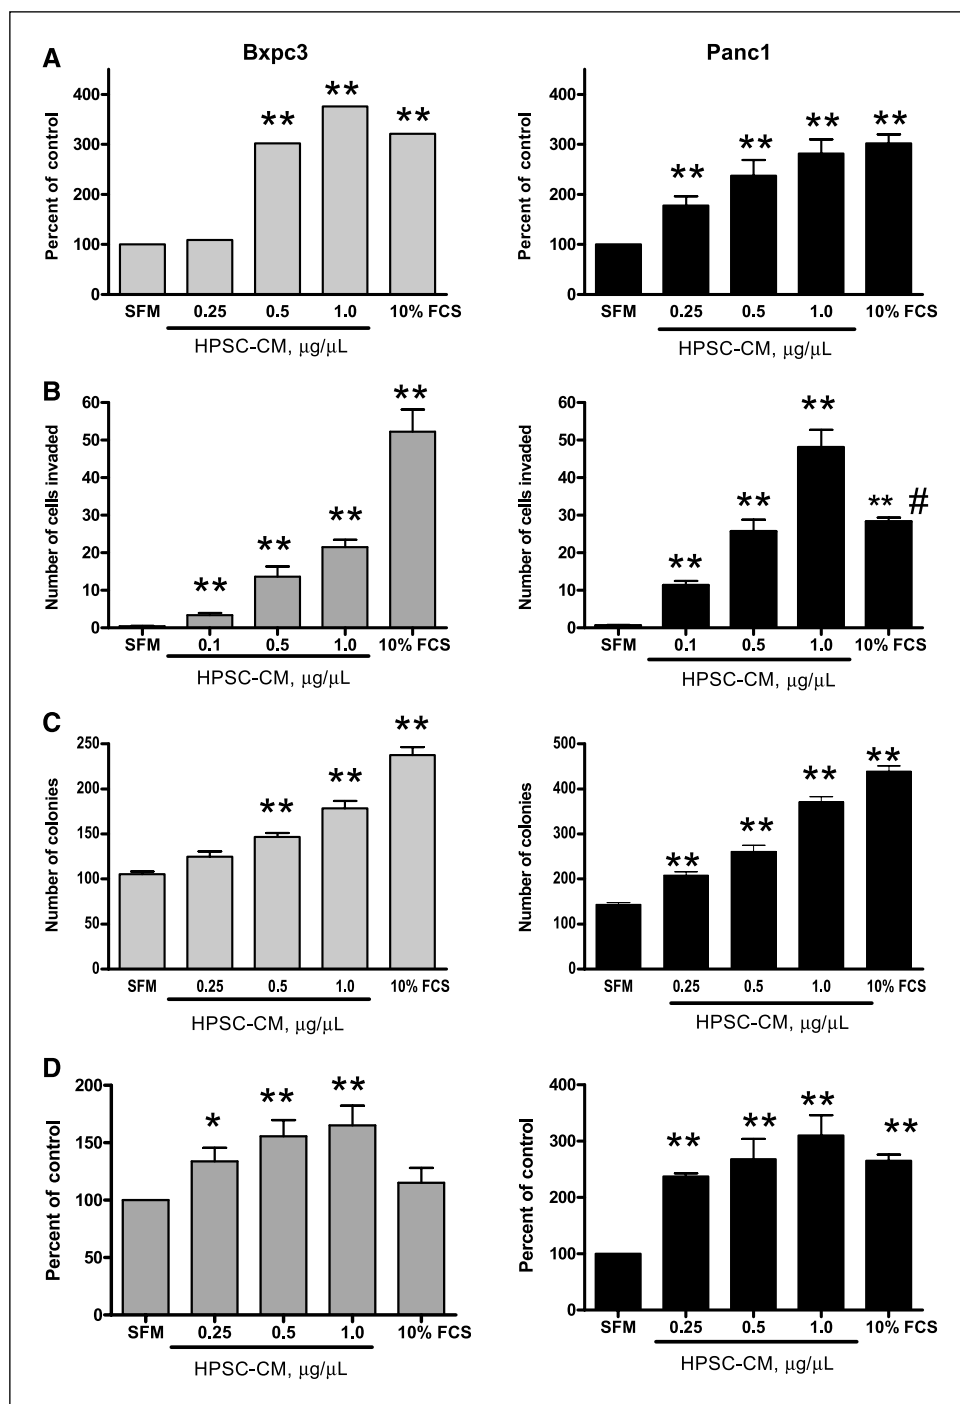 Bxpc3 Panc1
A
Percent of control
400
300
200
100
0
** ** **
SFM 0.25 0.5 1.0 10% FCS
HPSC-CM, μg/μL
Percent of control
400
300
200
100
0
** ** ** **
SFM 0.25 0.5 1.0 10% FCS
HPSC-CM, μg/μL
B
Number of cells invaded
60
50
40
30
20
10
0
** ** ** **
SFM 0.1 0.5 1.0 10% FCS
HPSC-CM, μg/μL
Number of cells invaded
60
50
40
30
20
10
0
** ** ** ** #
SFM 0.1 0.5 1.0 10% FCS
HPSC-CM, μg/μL
C
Number of colonies
250
200
150
100
50
0
** ** **
SFM 0.25 0.5 1.0 10% FCS
HPSC-CM, μg/μL
Number of colonies
500
400
300
200
100
0
** ** ** **
SFM 0.25 0.5 1.0 10% FCS
HPSC-CM, μg/μL
D
Percent of control
200
150
100
50
0
* ** **
SFM 0.25 0.5 1.0 10% FCS
HPSC-CM, μg/μL
Percent of control
400
300
200
100
0
** ** ** **
SFM 0.25 0.5 1.0 10% FCS
HPSC-CM, μg/μL